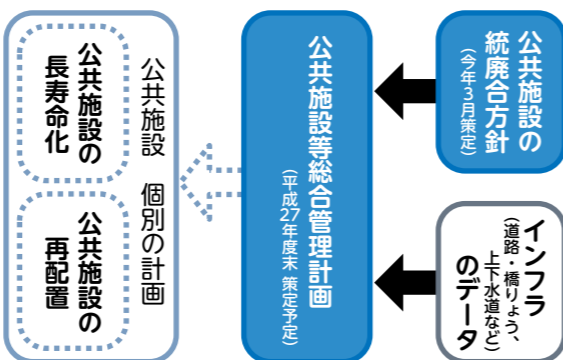 公共施設の
統廃合方針
(今年3月策定)
インフラ
(道路・橋りょう、
上下水道など)
のデータ
公共施設等総合管理計画
(平成27年度末 策定予定)
公共施設 個別の計画
公共施設の
長寿命化
公共施設の
再配置